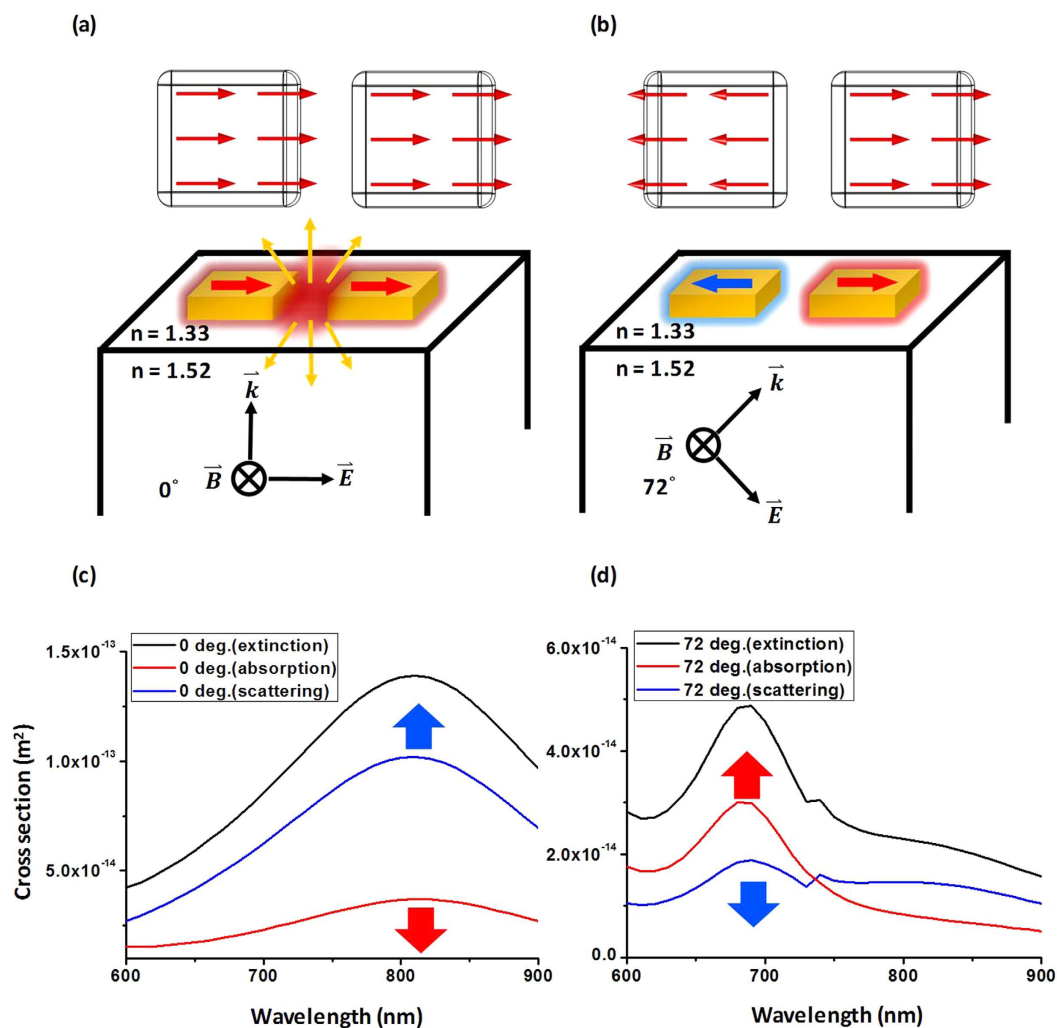 (a)
(b)
n = 1.33
n = 1.52
k
B
E
0°
n = 1.33
n = 1.52
k
B
72°
E
(c)
(d)
0 deg.(extinction)
0 deg.(absorption)
0 deg.(scattering)
1.5x10⁻¹³
1.0x10⁻¹³
5.0x10⁻¹⁴
Cross section (m²)
600
700
800
900
Wavelength (nm)
72 deg.(extinction)
72 deg.(absorption)
72 deg.(scattering)
6.0x10⁻¹⁴
4.0x10⁻¹⁴
2.0x10⁻¹⁴
0.0
600
700
800
900
Wavelength (nm)